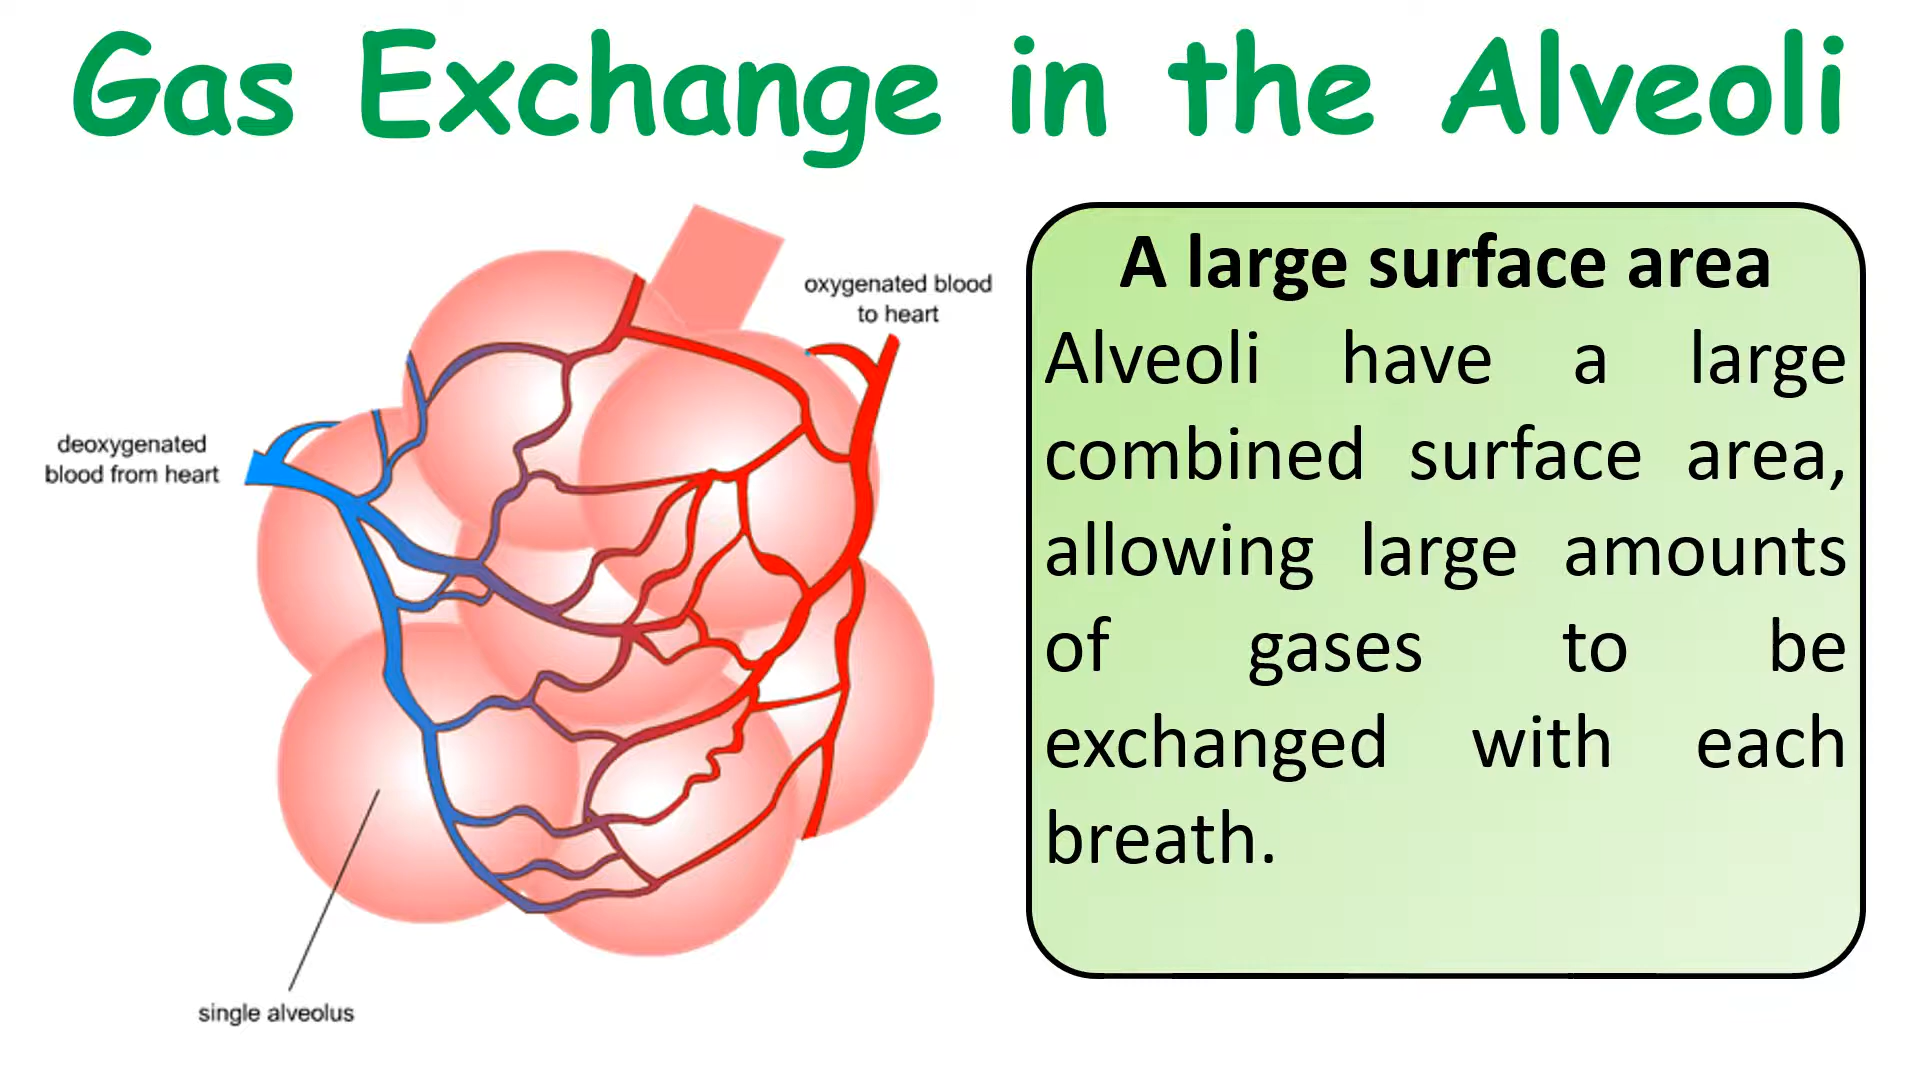 Gas Exchange in the Alveoli
oxygenated blood
to heart
deoxygenated
blood from heart
single alveolus
A large surface area
Alveoli have a large
combined surface area,
allowing large amounts
of gases to be
exchanged with each
breath.